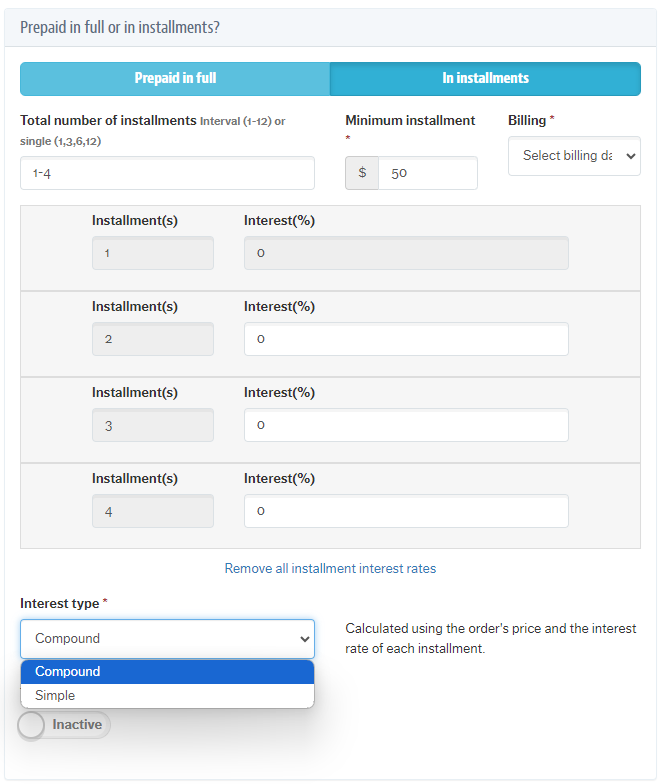 Prepaid in full or in installments?
Prepaid in full
In installments
Total number of installments Interval (1-12) or
single (1,3,6,12)
Minimum installment
*
Billing *
1-4
$ 50
Select billing da
Installment(s) Interest(%)
1 0
Installment(s) Interest(%)
2 0
Installment(s) Interest(%)
3 0
Installment(s) Interest(%)
4 0
Remove all installment interest rates
Interest type *
Compound
Calculated using the order's price and the interest
rate of each installment.
Compound
Simple
Inactive